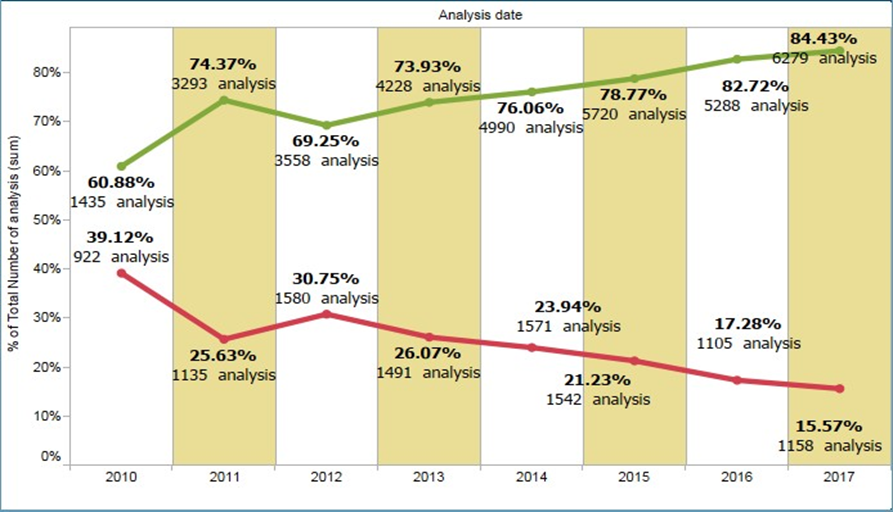 Analysis date
% of Total Number of analysis (sum)
80%
70%
60%
50%
40%
30%
20%
10%
0%
60.88%
1435 analysis
74.37%
3293 analysis
69.25%
3558 analysis
73.93%
4228 analysis
76.06%
4990 analysis
78.77%
5720 analysis
82.72%
5288 analysis
84.43%
6279 analysis
39.12%
922 analysis
25.63%
1135 analysis
30.75%
1580 analysis
26.07%
1491 analysis
23.94%
1571 analysis
21.23%
1542 analysis
17.28%
1105 analysis
15.57%
1158 analysis
2010 2011 2012 2013 2014 2015 2016 2017